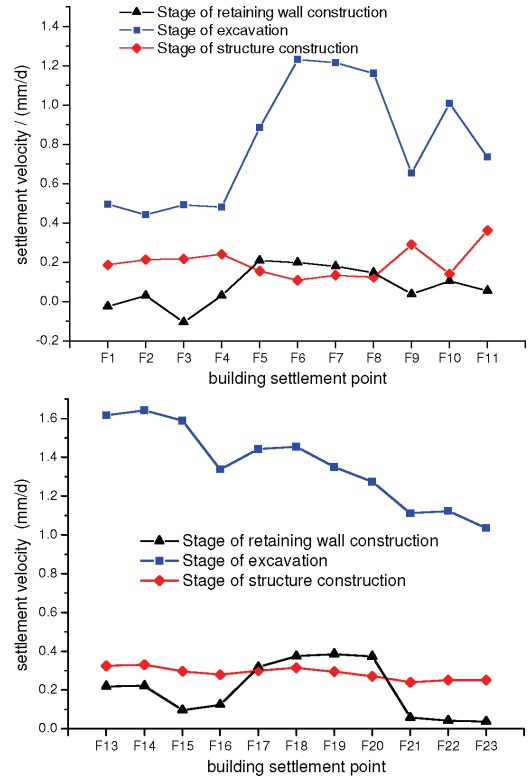 Stage of retaining wall construction
Stage of excavation
Stage of structure construction
settlement velocity / (mm/d)
1.4
1.2
1.0
0.8
0.6
0.4
0.2
0.0
-0.2
F1 F2 F3 F4 F5 F6 F7 F8 F9 F10 F11
building settlement point
settlement velocity (mm/d)
1.6
1.4
1.2
1.0
0.8
0.6
0.4
0.2
0.0
Stage of retaining wall construction
Stage of excavation
Stage of structure construction
F13 F14 F15 F16 F17 F18 F19 F20 F21 F22 F23
building settlement point